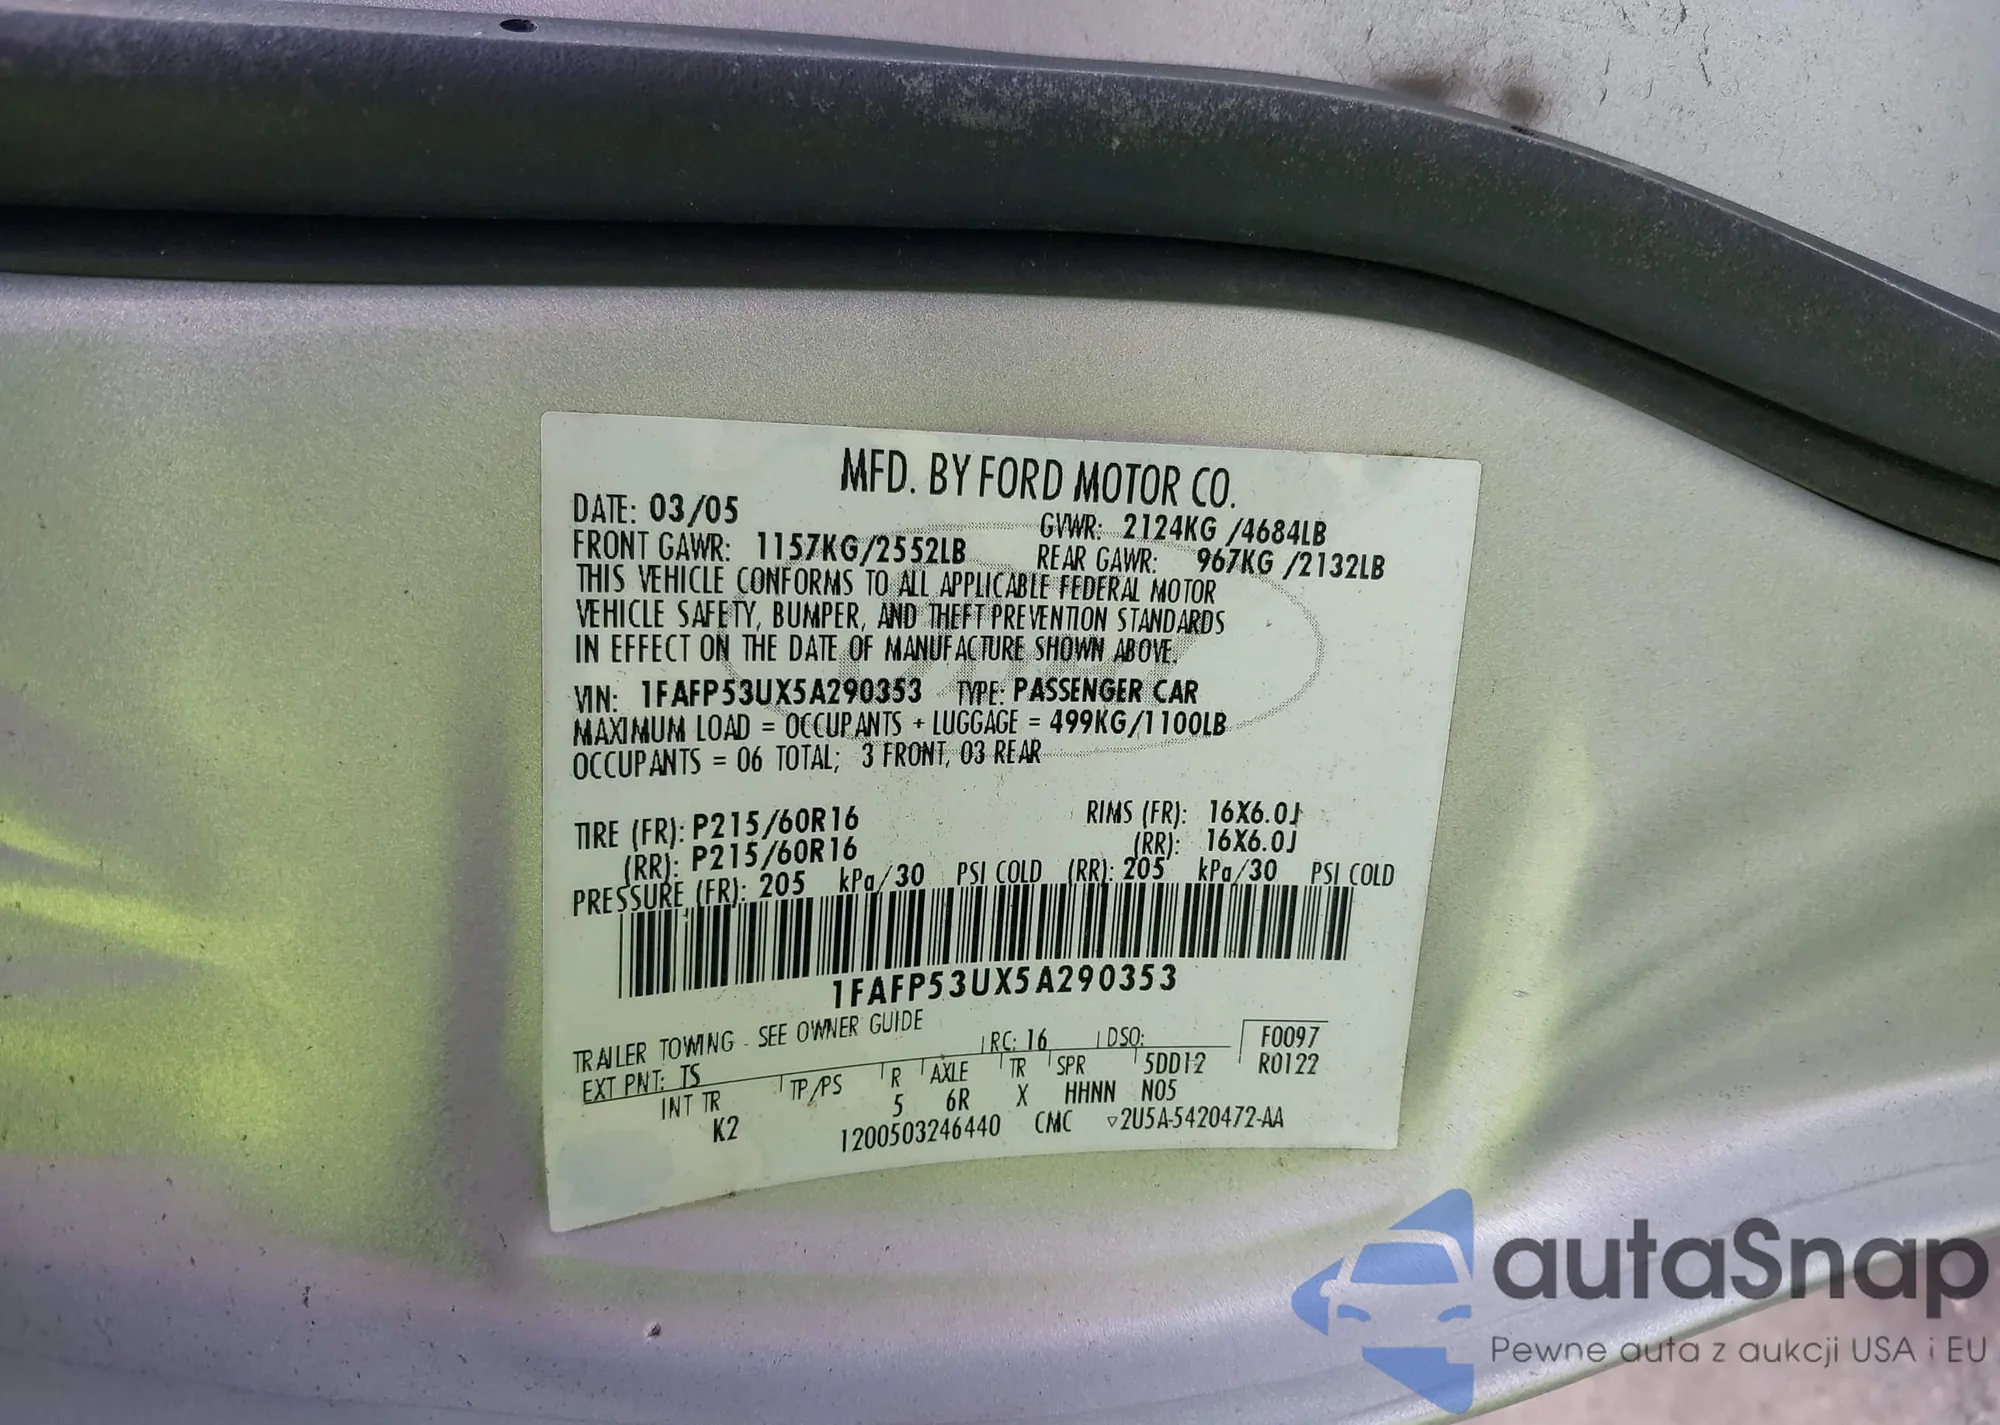 MFD. BY FORD MOTOR CO.
DATE: 03/05
GVWR: 2124KG /4684LB
FRONT GAWR: 1157KG/2552LB
REAR GAWR: 967KG /2132LB
THIS VEHICLE CONFORMS TO ALL APPLICABLE FEDERAL MOTOR
VEHICLE SAFETY, BUMPER, AND THEFT PREVENTION STANDARDS
IN EFFECT ON THE DATE OF MANUFACTURE SHOWN ABOVE.
VIN: 1FAFP53UX5A290353 TYPE: PASSENGER CAR
MAXIMUM LOAD = OCCUPANTS + LUGGAGE = 499KG/1100LB
OCCUPANTS = 06 TOTAL; 3 FRONT, 03 REAR
TIRE (FR): P215/60R16 RIMS (FR): 16X6.0J
(RR): P215/60R16 (RR): 16X6.0J
PRESSURE (FR): 205 kPa/30 PSI COLD (RR): 205 kPa/30 PSI COLD
1FAFP53UX5A290353
TRAILER TOWING - SEE OWNER GUIDE
EXT PNT: TS RC: 16 DSO: F0097
INT TR TP/PS R AXLE TR SPR 5DD12 R0122
K2 5 6R X HHNN N05
1200503246440 CMC ▿2U5A-5420472-AA
autaSnap
Pewne auta z aukcji USA i EU